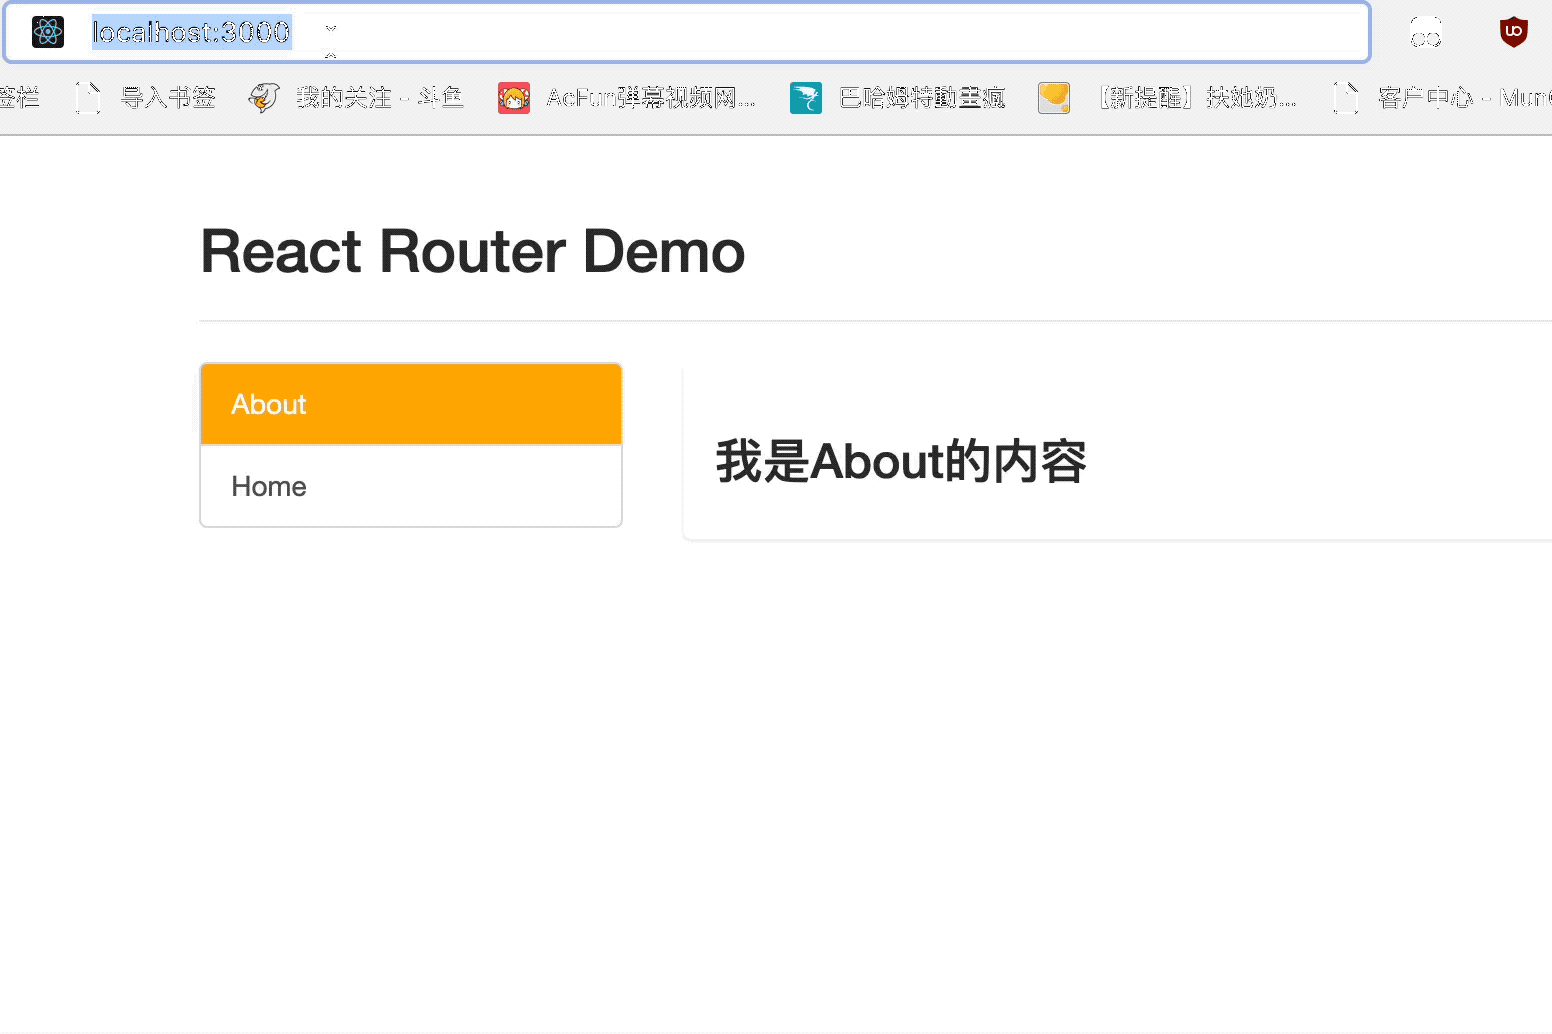 localhost:3000
签栏 导入书签 我的关注 - 斗鱼 AcFun弹幕视频网... 巴哈姆特動畫瘋 【新提醒】扶她奶... 客户中心 - Mun
React Router Demo
About
Home
我是About的内容